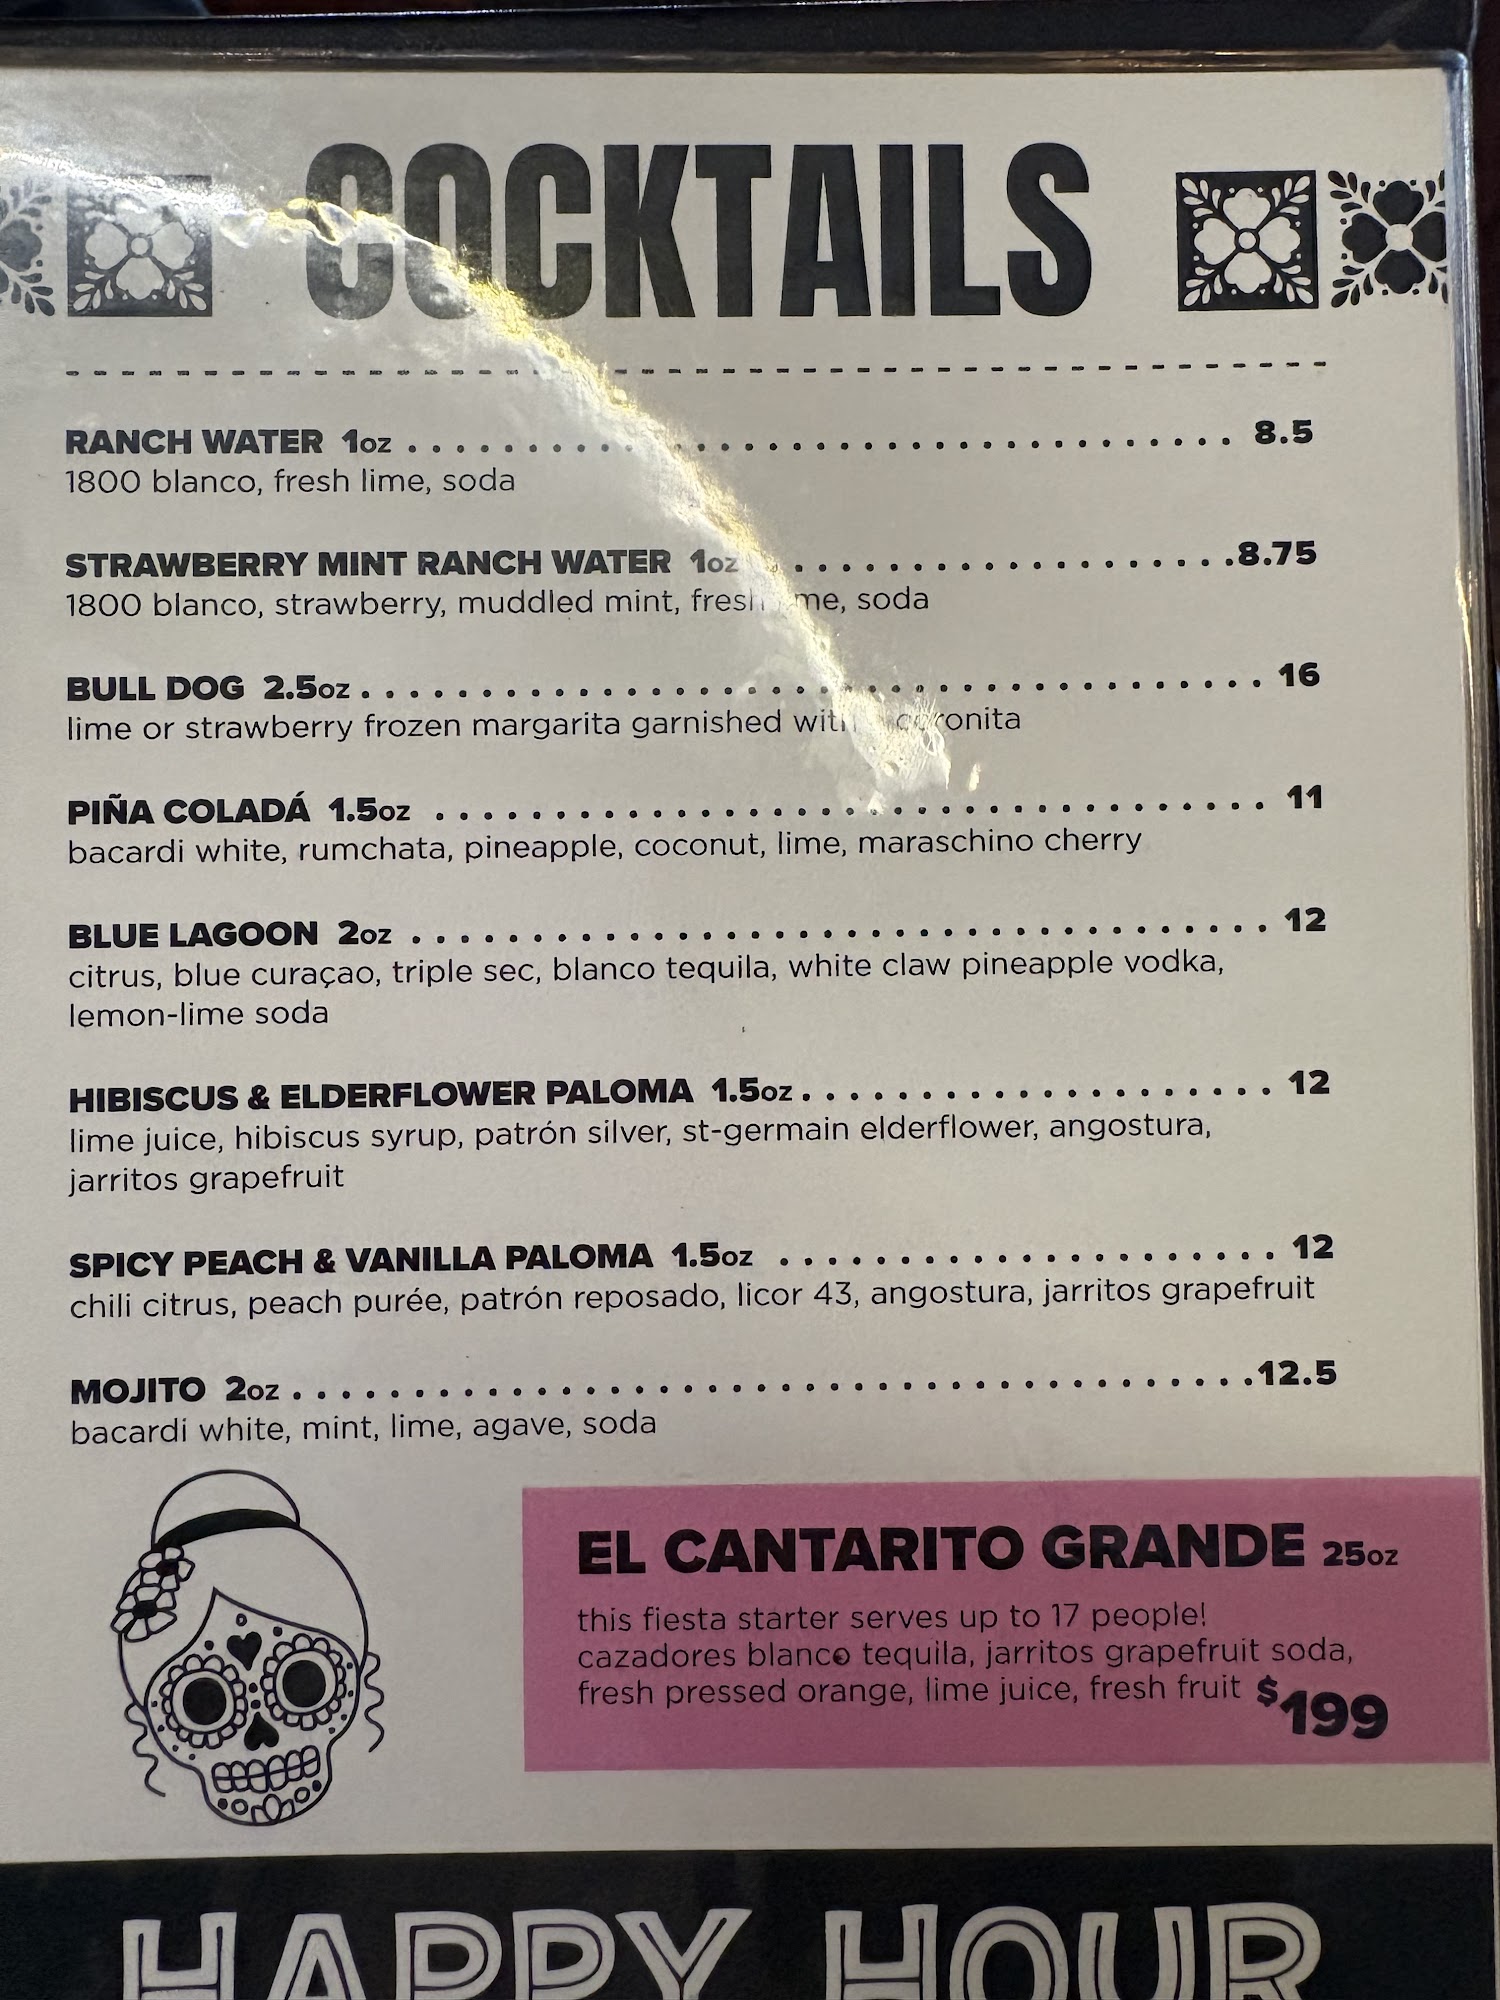 COCKTAILS
RANCH WATER 1oz 8.5
1800 blanco, fresh lime, soda
STRAWBERRY MINT RANCH WATER 1oz 8.75
1800 blanco, strawberry, muddled mint, fresh lime, soda
BULL DOG 2.5oz 16
lime or strawberry frozen margarita garnished with coronita
PIÑA COLADÁ 1.5oz 11
bacardi white, rumchata, pineapple, coconut, lime, maraschino cherry
BLUE LAGOON 2oz 12
citrus, blue curaçao, triple sec, blanco tequila, white claw pineapple vodka,
lemon-lime soda
HIBISCUS & ELDERFLOWER PALOMA 1.5oz 12
lime juice, hibiscus syrup, patrón silver, st-germain elderflower, angostura,
jarritos grapefruit
SPICY PEACH & VANILLA PALOMA 1.5oz 12
chili citrus, peach purée, patrón reposado, licor 43, angostura, jarritos grapefruit
MOJITO 2oz 12.5
bacardi white, mint, lime, agave, soda
EL CANTARITO GRANDE 25oz
this fiesta starter serves up to 17 people!
cazadores blanco tequila, jarritos grapefruit soda,
fresh pressed orange, lime juice, fresh fruit $199
HAPPY HOUR